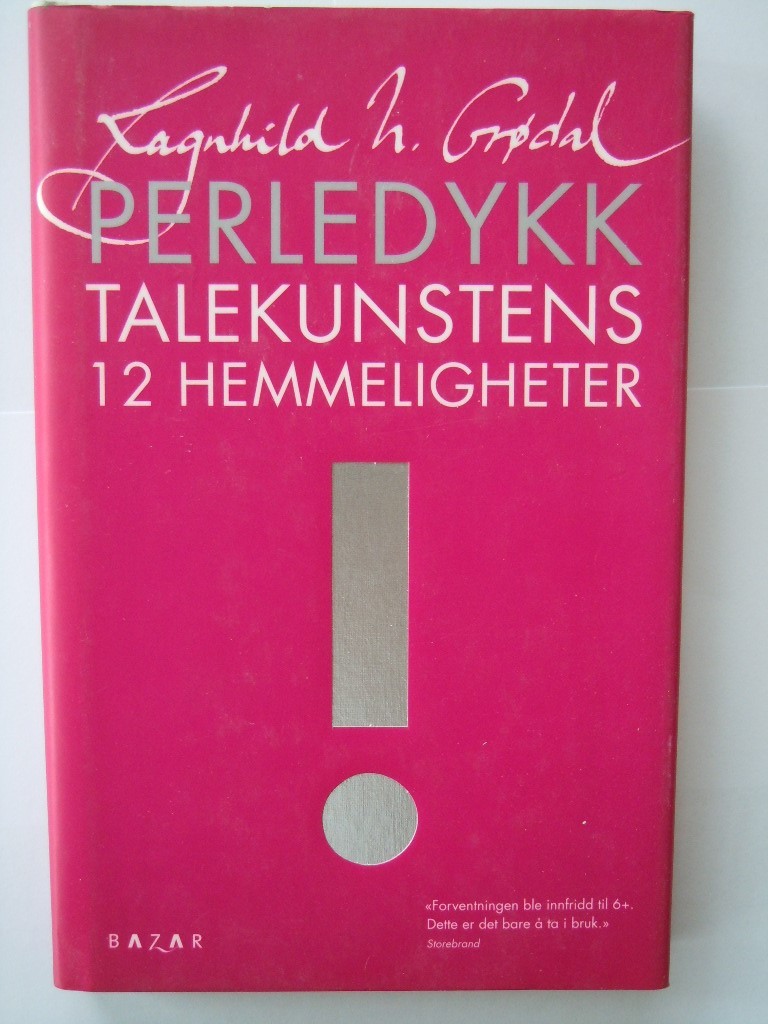 Ragnhild N. Grødal
PERLEDYKK
TALEKUNSTENS
12 HEMMELIGHETER
«Forventningen ble innfridd til 6+.
Dette er det bare å ta i bruk.»
Storebrand
BAZAR